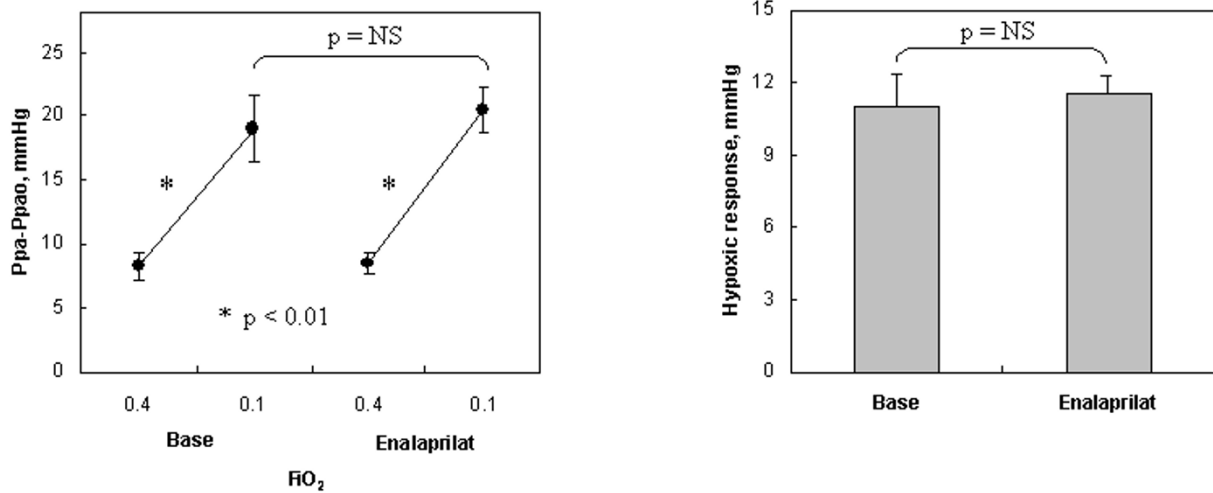 p = NS
25
20
15
10
5
0
Ppa-Ppao, mmHg
*
*
* p < 0.01
0.4 0.1 0.4 0.1
Base Enalaprilat
FiO₂
15
12
9
6
3
0
Hypoxic response, mmHg
p = NS
Base Enalaprilat